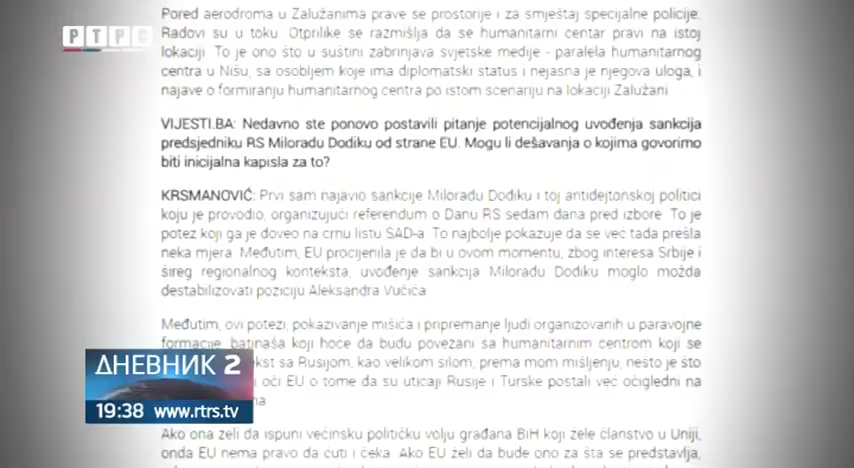 Pored aerodroma u Zalužanima prave se prostorije i za smještaj specijalne policije.
РТРС
Radovi su u toku. Otprilike se razmišlja da se humanitarni centar pravi na istoj
lokaciji. To je ono što u suštini zabrinjava svjetske medije - paralela humanitarnog
centra u Nišu, sa osobljem koje ima diplomatski status i nejasna je njegova uloga, i
najave o formiranju humanitarnog centra po istom scenariju na lokaciji Zalužani.
VIJESTI.BA: Nedavno ste ponovo postavili pitanje potencijalnog uvođenja sankcija
predsjedniku RS Miloradu Dodiku od strane EU. Mogu li dešavanja o kojima govorimo
biti inicijalna kapisla za to?
KRSMANOVIĆ: Prvi sam najavio sankcije Miloradu Dodiku i toj antidejtonskoj politici
koju je provodio, organizujući referendum o Danu RS sedam dana pred izbore. To je
potez koji ga je doveo na crnu listu SAD-a. To najbolje pokazuje da se već tada prešla
neka mjera. Međutim, EU procijenila je da bi u ovom momentu, zbog interesa Srbije i
šireg regionalnog konteksta, uvođenje sankcija Miloradu Dodiku moglo možda
destabilizovati poziciju Aleksandra Vučića.
Međutim, ovi potezi, pokazivanje mišića i pripremanje ljudi organizovanih u paravojne
formacije, batinaša koji hoće da budu povezani sa humanitarnim centrom koji se
sa Rusijom, kao velikom silom, prema mom mišljenju, nešto je što
oči EU o tome da su uticaji Rusije i Turske postali već očigledni na
Ako ona želi da ispuni većinsku političku volju građana BiH koji žele članstvo u Uniji,
onda EU nema pravo da ćuti i čeka. Ako EU želi da bude ono za šta se predstavlja,
ДНЕВНИК 2
19:38 www.rtrs.tv